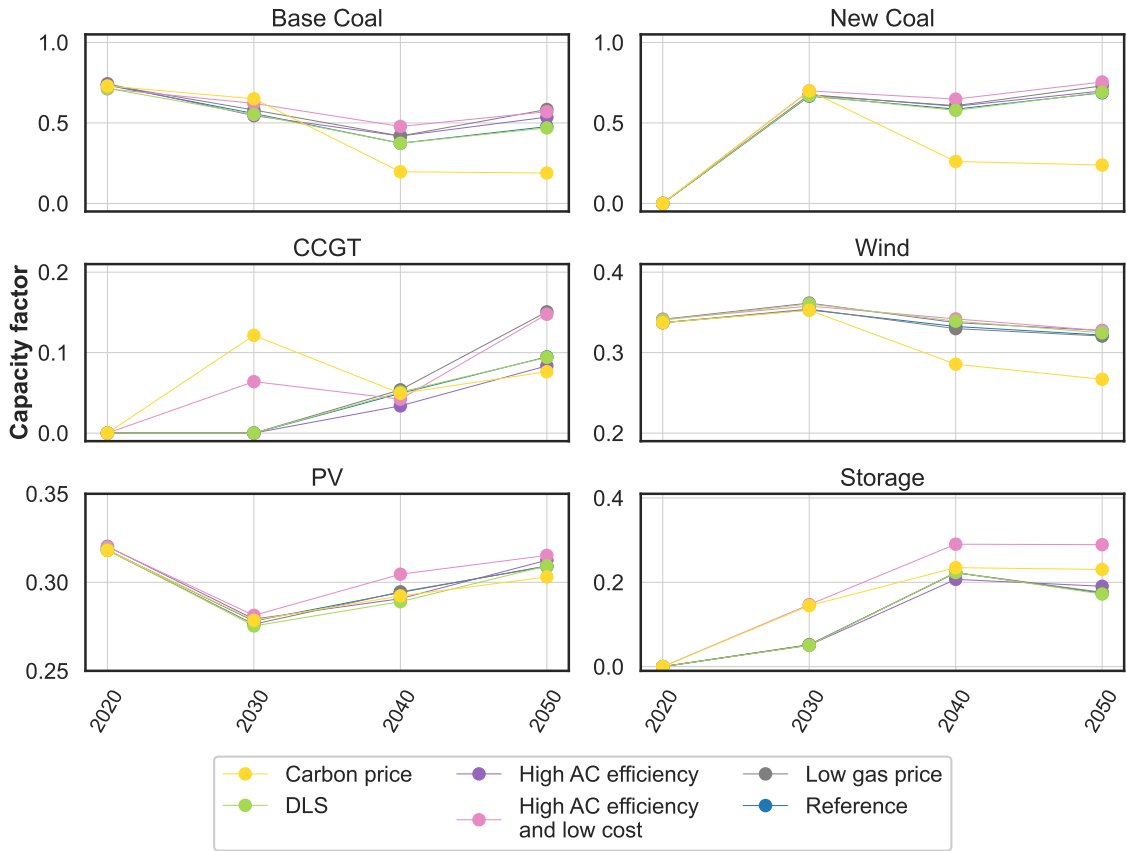 Base Coal
New Coal
1.0
0.5
0.0
1.0
0.5
0.0
CCGT
Wind
Capacity factor
0.2
0.1
0.0
0.4
0.3
0.2
PV
Storage
0.35
0.30
0.25
0.4
0.2
0.0
2020
2030
2040
2050
2020
2030
2040
2050
Carbon price
DLS
High AC efficiency
High AC efficiency
and low cost
Low gas price
Reference